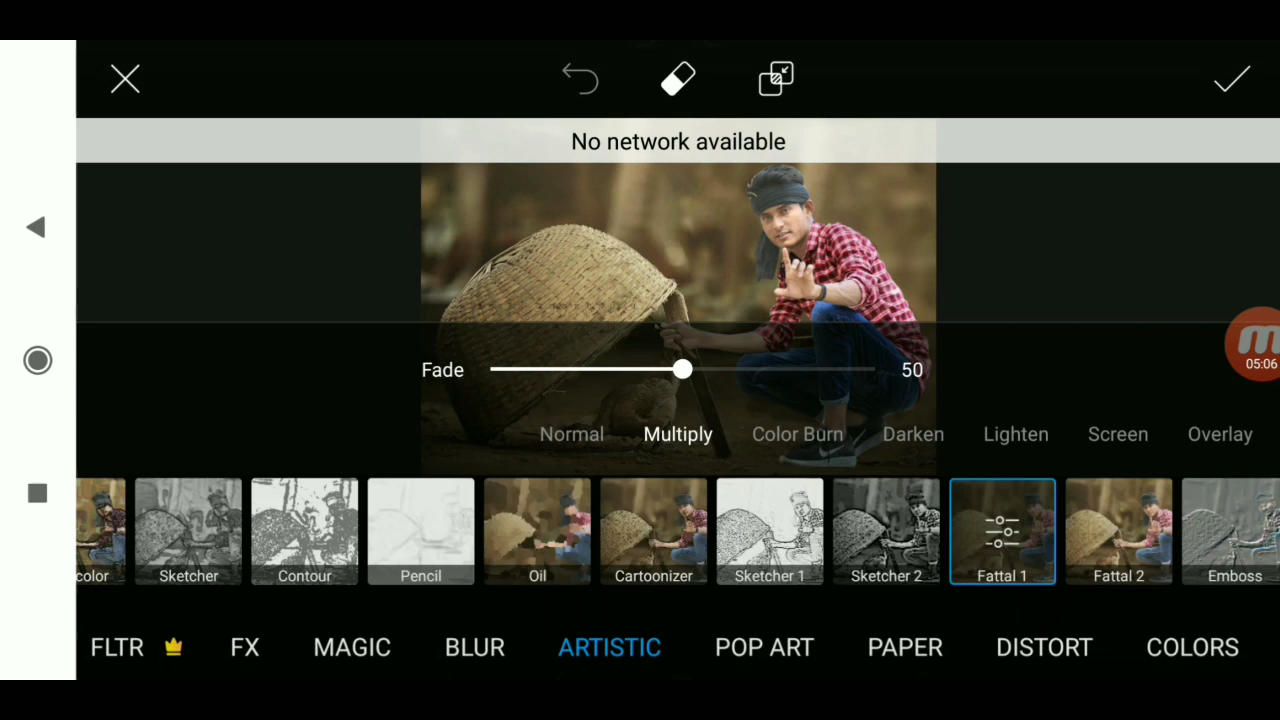 No network available
05:06
Fade 50
Normal Multiply Color Burn Darken Lighten Screen Overlay
color Sketcher Contour Pencil Oil Cartoonizer Sketcher 1 Sketcher 2 Fattal 1 Fattal 2 Emboss
FLTR FX MAGIC BLUR ARTISTIC POP ART PAPER DISTORT COLORS